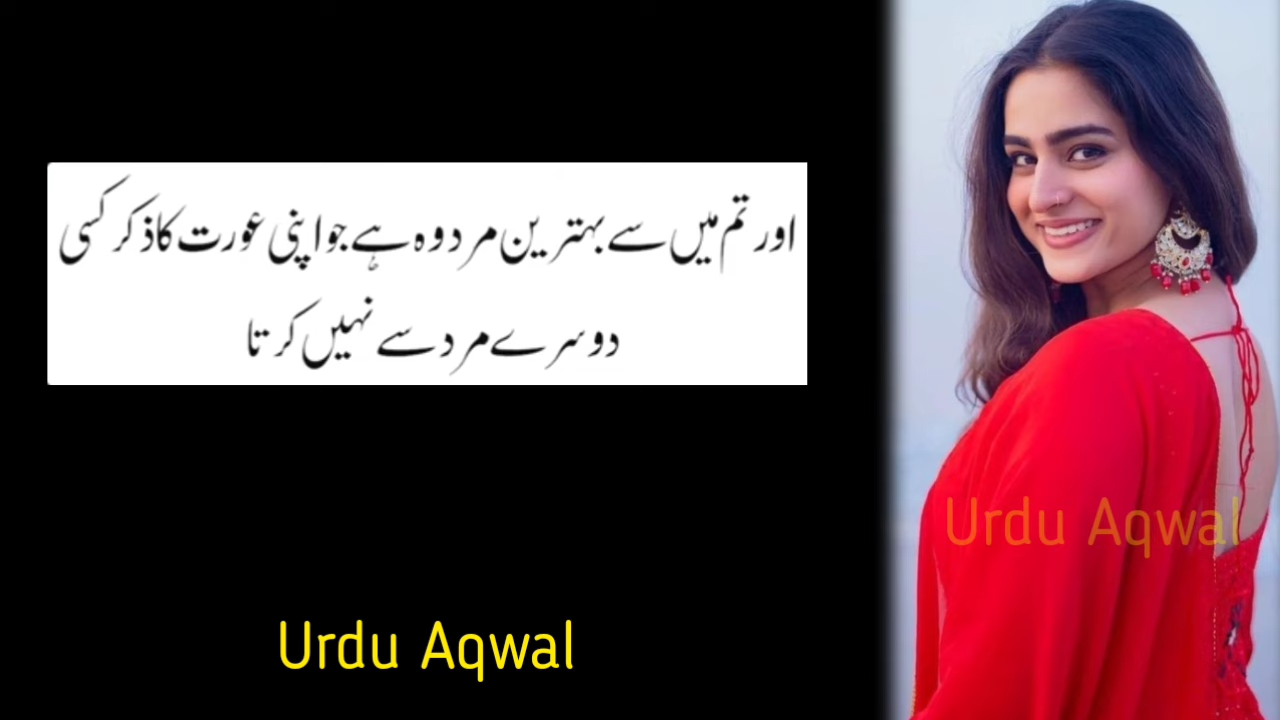 اور تم میں سے بہترین مرد وہ ہے جو اپنی عورت کا ذکر کسی
دوسرے مرد سے نہیں کرتا
Urdu Aqwal
Urdu Aqwal